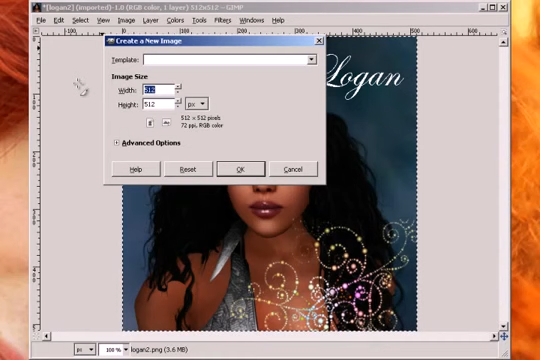 *[logan2] (imported)-1.0 (RGB color, 1 layer) 512x512 – GIMP
File Edit Select View Image Layer Colors Tools Filters Windows Help
Create a New Image
Template:
Image Size
Width: 512
Height: 512 px
512 × 512 pixels
72 ppi, RGB color
Advanced Options
Help Reset OK Cancel
Logan
px 100 % logan2.png (3.6 MB)